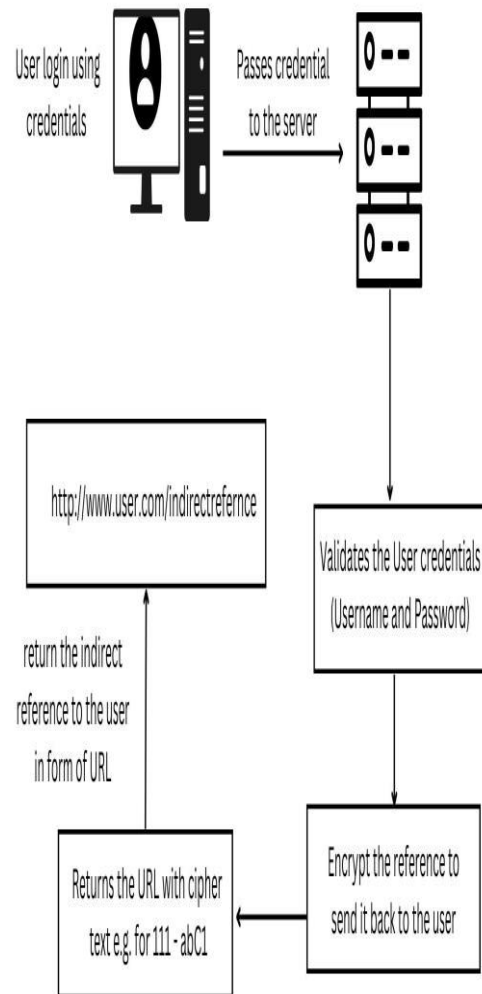 User login using
credentials
Passes credential
to the server
Validates the User credentials
(Username and Password)
Encrypt the reference to
send it back to the user
Returns the URL with cipher
text e.g. for 111 - abC1
return the indirect
reference to the user
in form of URL
http://www.user.com/indirectrefernce